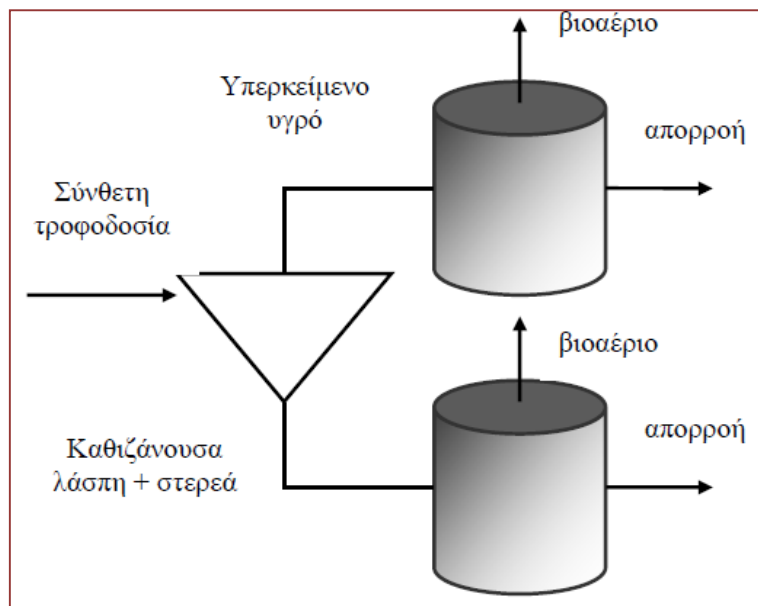 βιοαέριο
Υπερκείμενο
υγρό
απορροή
Σύνθετη
τροφοδοσία
βιοαέριο
Καθιζάνουσα
λάσπη + στερεά
απορροή